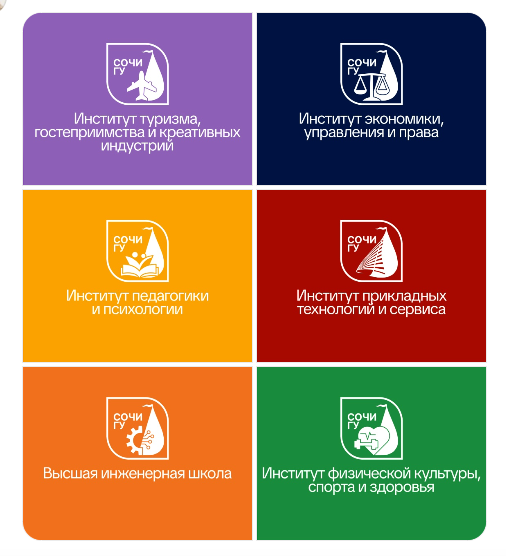 СОЧИ
ГУ
Институт туризма,
гостеприимства и креативных
индустрий
СОЧИ
ГУ
Институт экономики,
управления и права
СОЧИ
ГУ
Институт педагогики
и психологии
СОЧИ
ГУ
Институт прикладных
технологий и сервиса
СОЧИ
ГУ
Высшая инженерная школа
СОЧИ
ГУ
Институт физической культуры,
спорта и здоровья